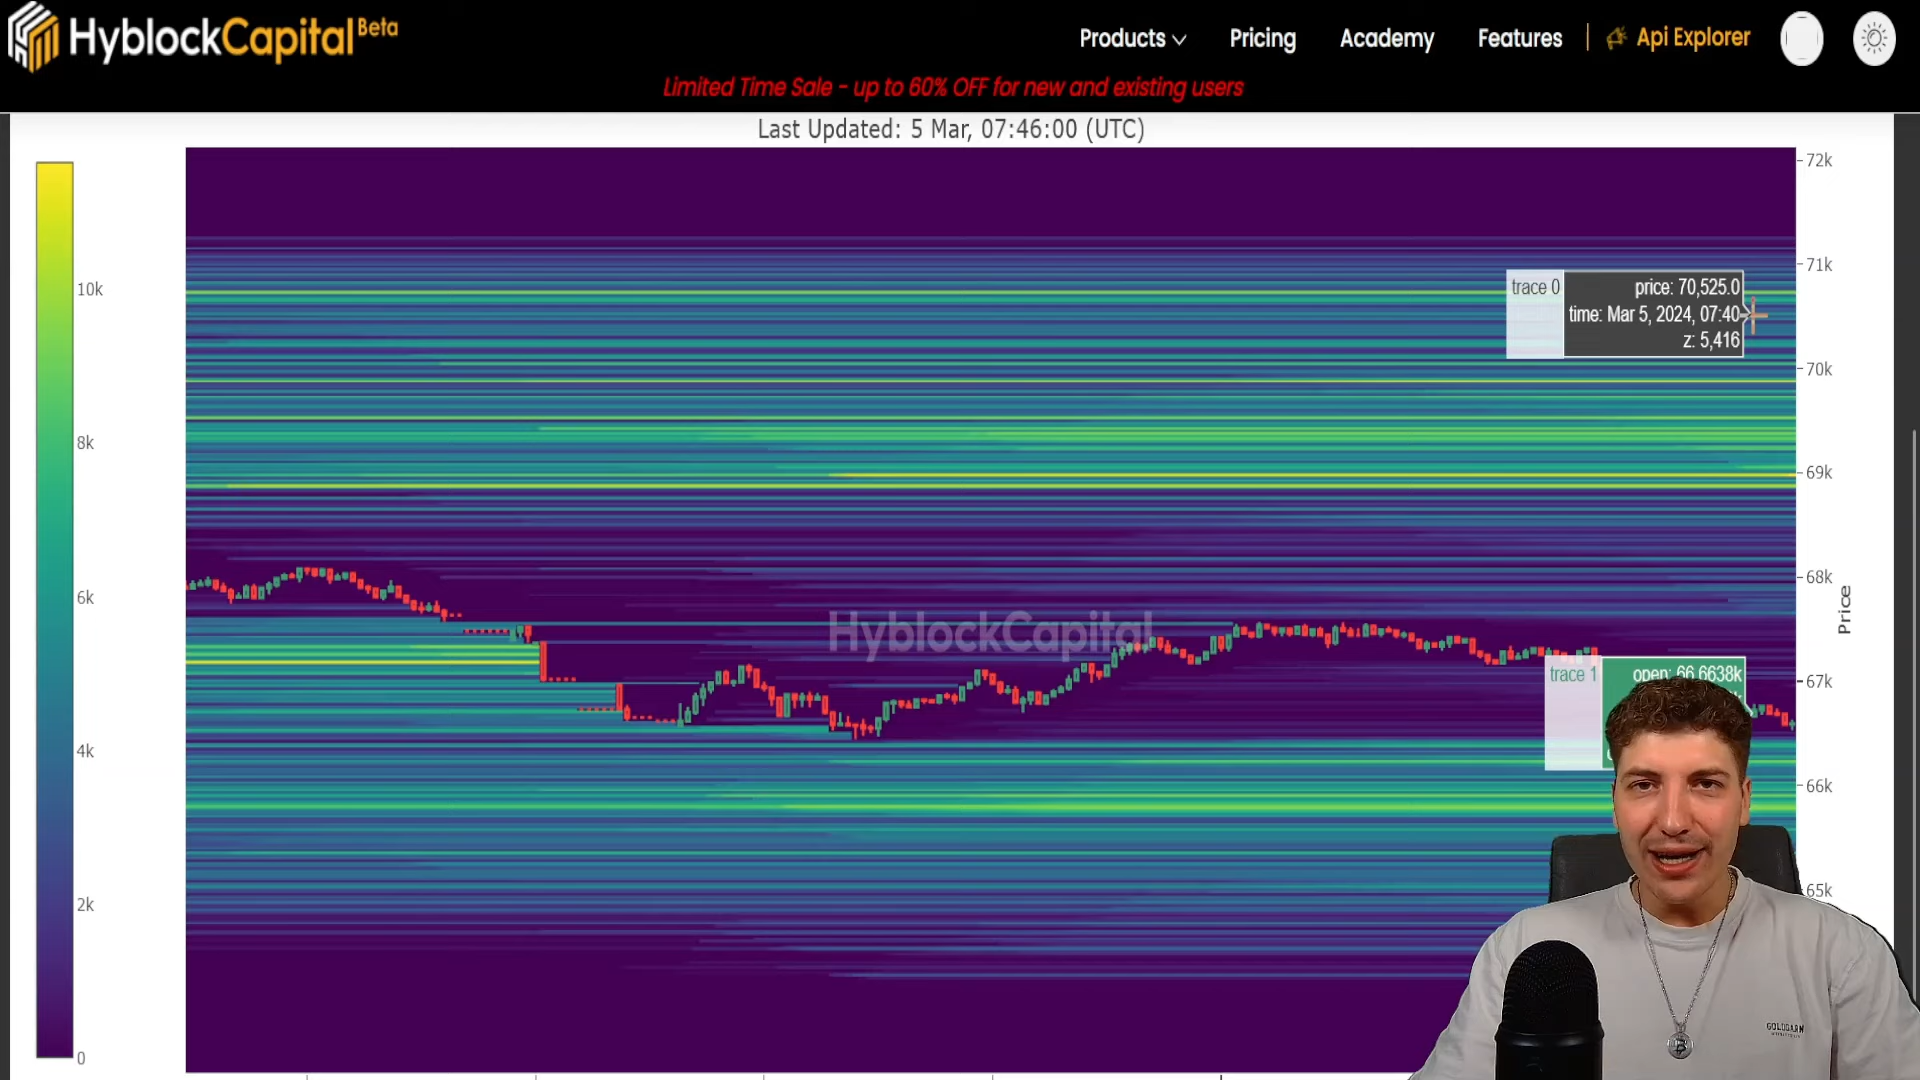 HyblockCapital Beta
Products
Pricing
Academy
Features
Api Explorer
Limited Time Sale - up to 60% OFF for new and existing users
Last Updated: 5 Mar, 07:46:00 (UTC)
10k
8k
6k
4k
2k
0
72k
71k
70k
69k
68k
67k
66k
65k
Price
trace 0
price: 70,525.0
time: Mar 5, 2024, 07:40
z: 5,416
HyblockCapital
trace 1
open: 66.6638k
GOLDGARN